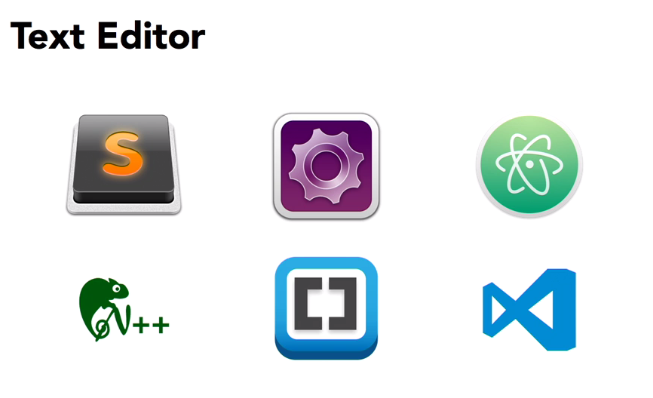 Text Editor
S
N++
[ ]